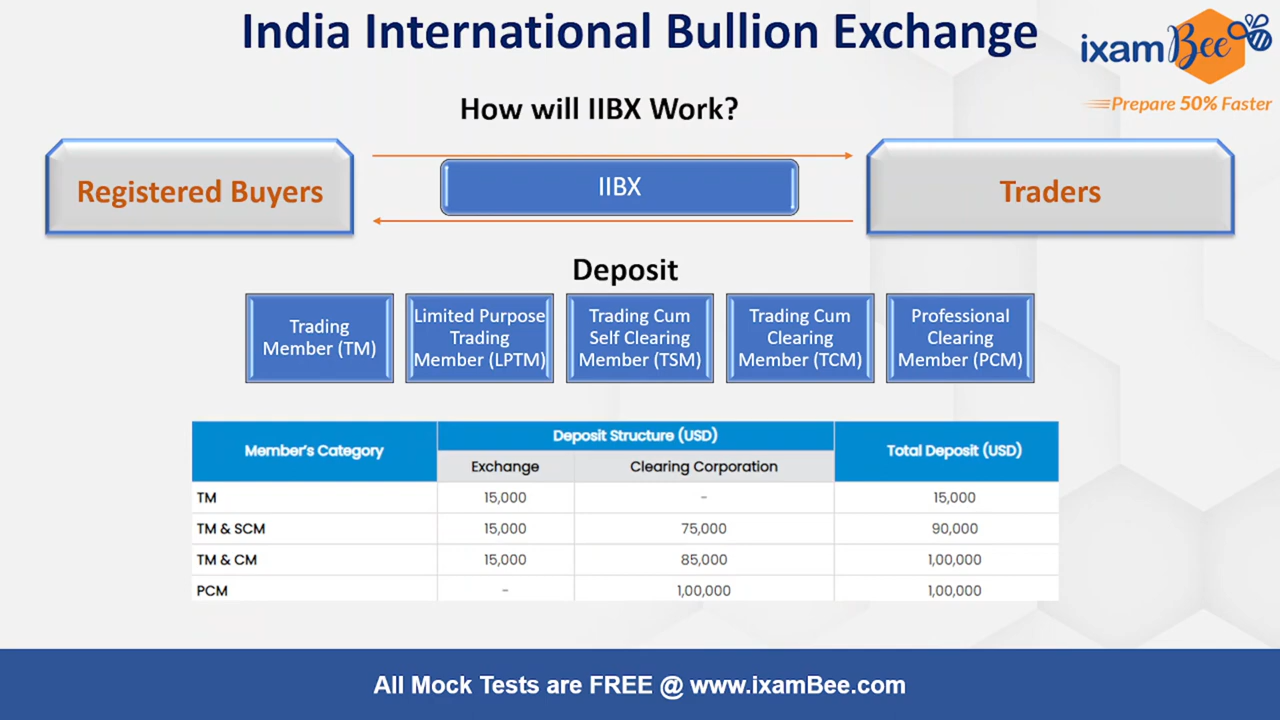 India International Bullion Exchange
ixamBee
Prepare 50% Faster
How will IIBX Work?
Registered Buyers
IIBX
Traders
Deposit
Trading
Member (TM)
Limited Purpose
Trading
Member (LPTM)
Trading Cum
Self Clearing
Member (TSM)
Trading Cum
Clearing
Member (TCM)
Professional
Clearing
Member (PCM)
Member's Category Deposit Structure (USD) Total Deposit (USD)
Exchange Clearing Corporation
TM 15,000 - 15,000
TM & SCM 15,000 75,000 90,000
TM & CM 15,000 85,000 1,00,000
PCM - 1,00,000 1,00,000
All Mock Tests are FREE @ www.ixamBee.com